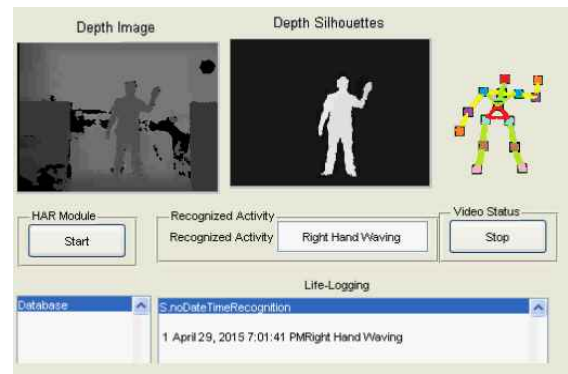 Depth Image
Depth Silhouettes
HAR Module
Start
Recognized Activity
Recognized Activity
Right Hand Waving
Video Status
Stop
Life-Logging
Database
S.noDateTimeRecognition
1 April 29, 2015 7:01:41 PMRight Hand Waving